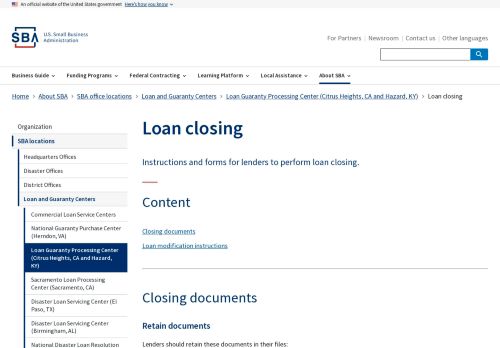 An official website of the United States government Here's how you know
SBA U.S. Small Business
Administration
For Partners | Newsroom | Contact us | Other languages
Business Guide Funding Programs Federal Contracting Learning Platform Local Assistance About SBA
Home > About SBA > SBA office locations > Loan and Guaranty Centers > Loan Guaranty Processing Center (Citrus Heights, CA and Hazard, KY) > Loan closing
Organization
SBA locations
Headquarters Offices
Disaster Offices
District Offices
Loan and Guaranty Centers
Commercial Loan Service Centers
National Guaranty Purchase Center
(Herndon, VA)
Loan Guaranty Processing Center
(Citrus Heights, CA and Hazard,
KY)
Sacramento Loan Processing
Center (Sacramento, CA)
Disaster Loan Servicing Center (El
Paso, TX)
Disaster Loan Servicing Center
(Birmingham, AL)
National Disaster Loan Resolution
Loan closing
Instructions and forms for lenders to perform loan closing.
Content
Closing documents
Loan modification instructions
Closing documents
Retain documents
Lenders should retain these documents in their files: